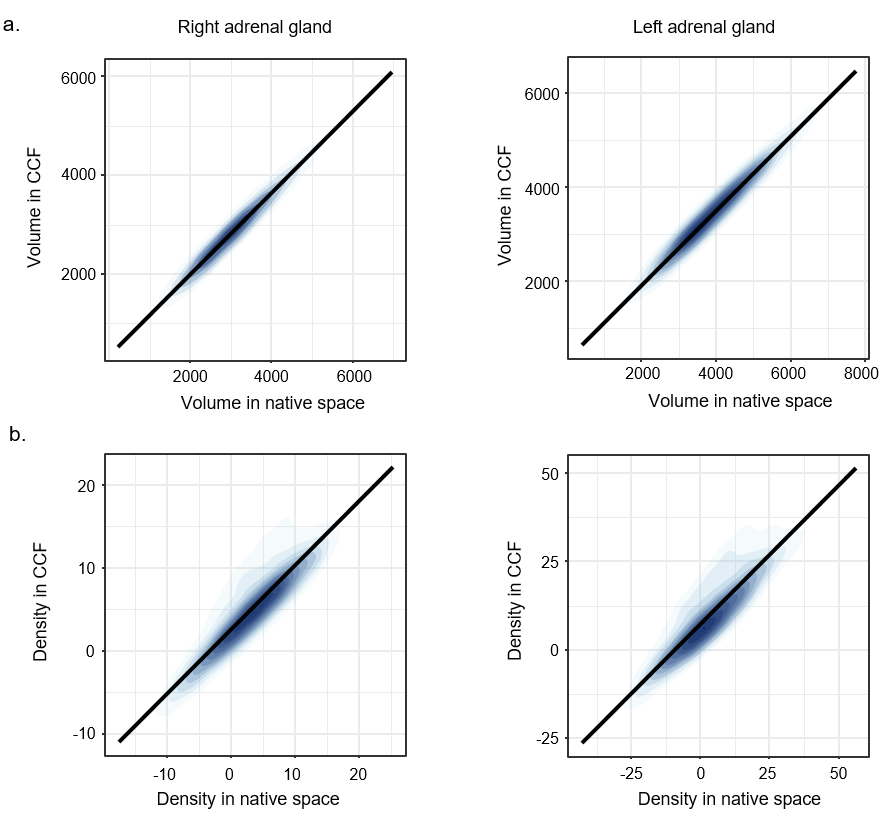 a.
Right adrenal gland
Left adrenal gland
Volume in CCF
6000
4000
2000
2000 4000 6000
Volume in native space
Volume in CCF
6000
4000
2000
2000 4000 6000 8000
Volume in native space
b.
Density in CCF
20
10
0
-10
-10 0 10 20
Density in native space
Density in CCF
50
25
0
-25
-25 0 25 50
Density in native space